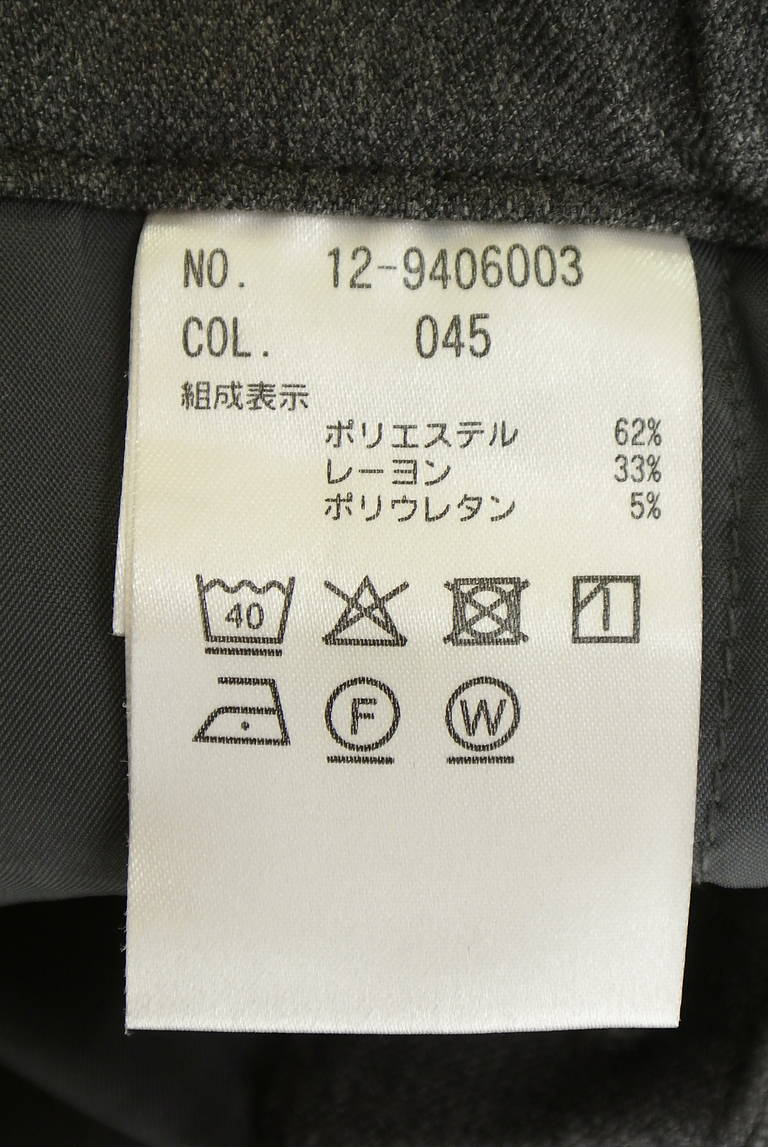 NO. 12-9406003
COL. 045
組成表示
ポリエステル 62%
レーヨン 33%
ポリウレタン 5%
40
F W